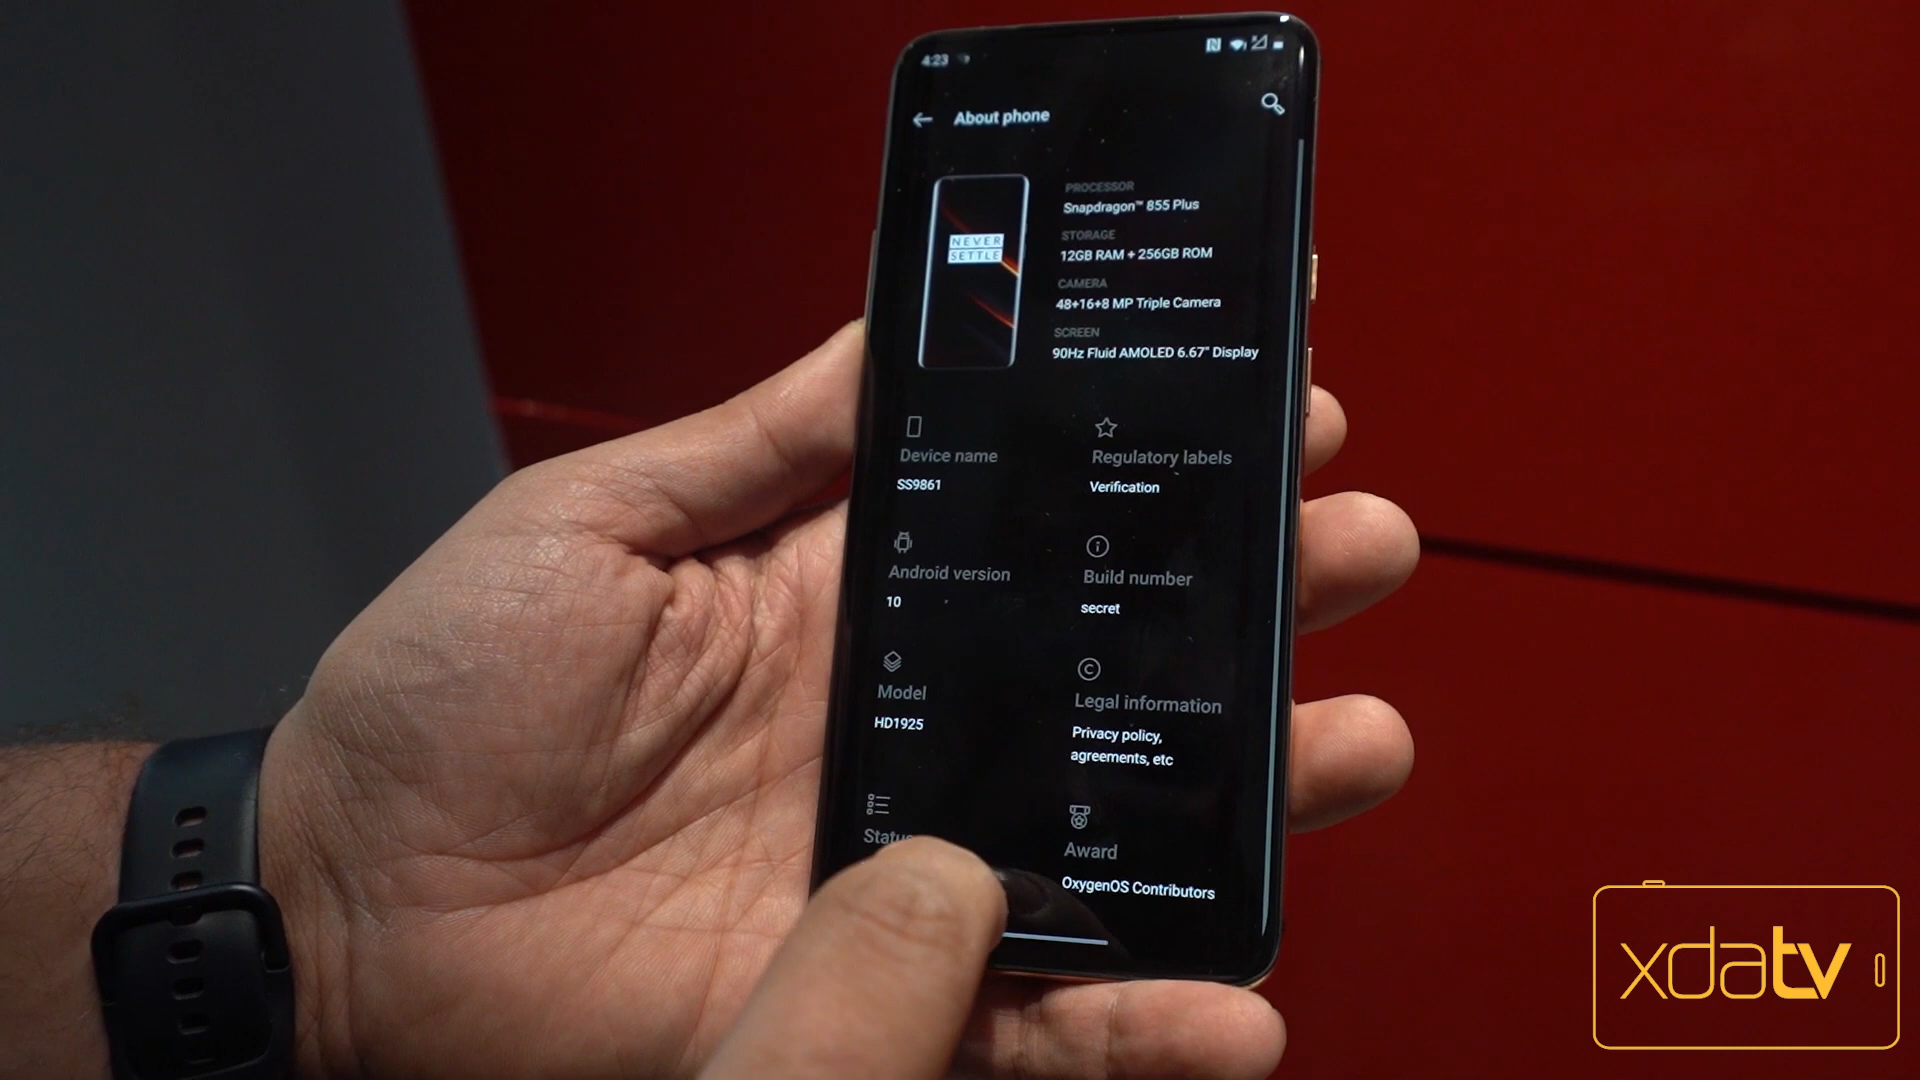 4:23
About phone
NEVER
SETTLE
PROCESSOR
Snapdragon™ 855 Plus
STORAGE
12GB RAM + 256GB ROM
CAMERA
48+16+8 MP Triple Camera
SCREEN
90Hz Fluid AMOLED 6.67" Display
Device name
SS9861
Regulatory labels
Verification
Android version
10
Build number
secret
Model
HD1925
Legal information
Privacy policy,
agreements, etc
Statu
Award
OxygenOS Contributors
xdatv